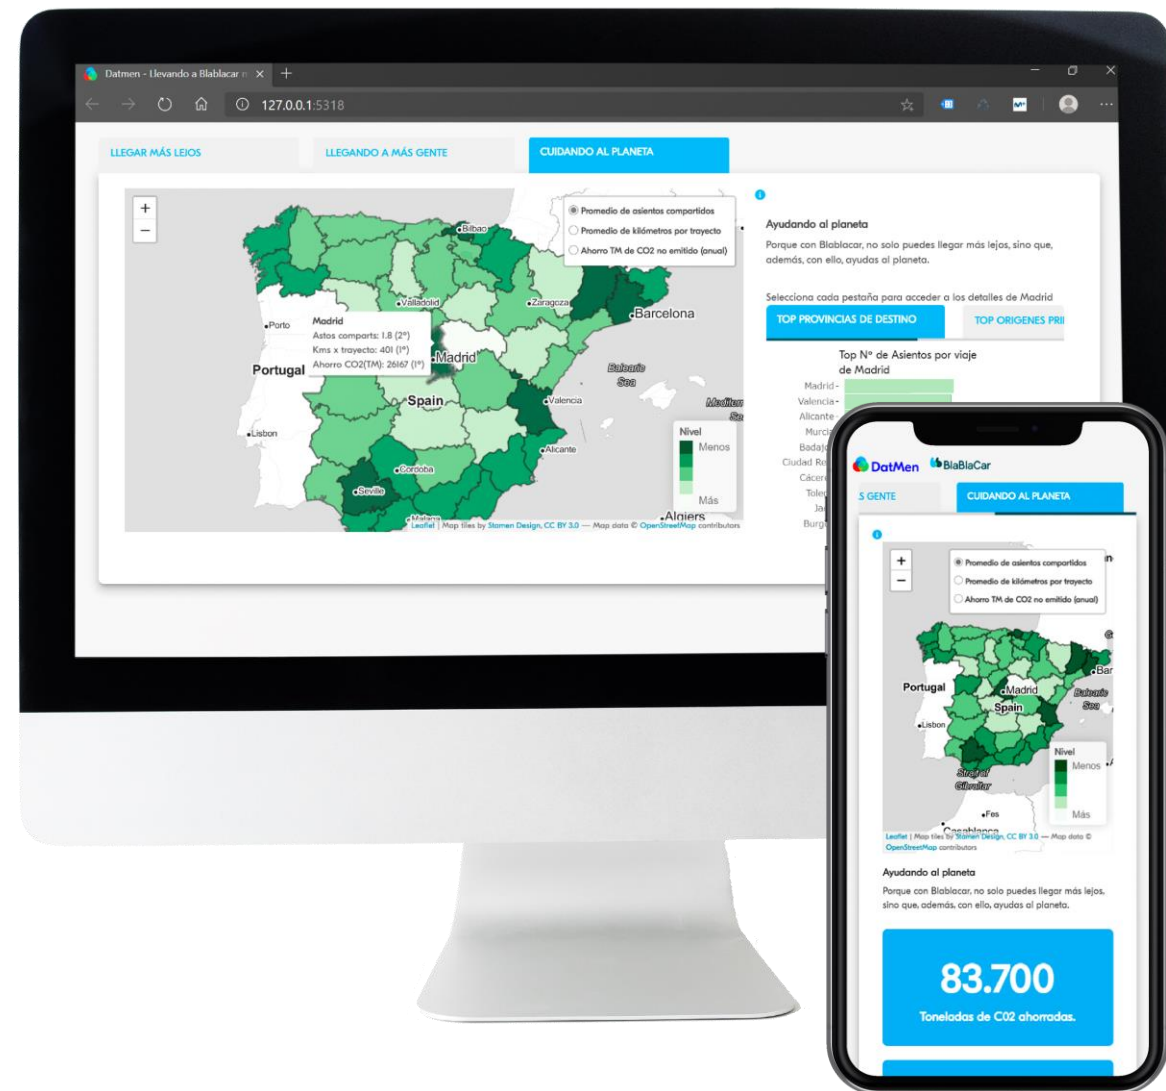 Datmen - Llevando a Blablacar
127.0.0.1:5318
LLEGAR MÁS LEJOS
LLEGANDO A MÁS GENTE
CUIDANDO AL PLANETA
+
−
Promedio de asientos compartidos
Promedio de kilómetros por trayecto
Ahorro TM de CO2 no emitido (anual)
Bilbao
Valladolid
Zaragoza
Barcelona
Porto
Madrid
Astos comparts: 1.8 (2º)
Kms x trayecto: 401 (1º)
Ahorro CO2(TM): 26167 (1º)
Madrid
Portugal
Balearic
Sea
Spain
Valencia
Lisbon
Alicante
Cordoba
Seville
Malaga
Algiers
Nivel
Menos
Más
Leaflet | Map tiles by Stamen Design, CC BY 3.0 — Map data © OpenStreetMap contributors
Ayudando al planeta
Porque con Blablacar, no solo puedes llegar más lejos, sino que,
además, con ello, ayudas al planeta.
Selecciona cada pestaña para acceder a los detalles de Madrid
TOP PROVINCIAS DE DESTINO
TOP ORIGENES PRI
Top Nº de Asientos por viaje
de Madrid
Madrid
Valencia
Alicante
Murcia
DatMen
BlaBlaCar
S GENTE
CUIDANDO AL PLANETA
+
−
Promedio de asientos compartidos
Promedio de kilómetros por trayecto
Ahorro TM de CO2 no emitido (anual)
Bar
Portugal
Madrid
Balearic
Sea
Spain
Lisbon
Strait of
Gibraltar
Nivel
Menos
Más
Fes
Casablanca
Leaflet | Map tiles by Stamen Design, CC BY 3.0 — Map data ©
OpenStreetMap contributors
Ayudando al planeta
Porque con Blablacar, no solo puedes llegar más lejos,
sino que, además, con ello, ayudas al planeta.
83.700
Toneladas de C02 ahorradas.